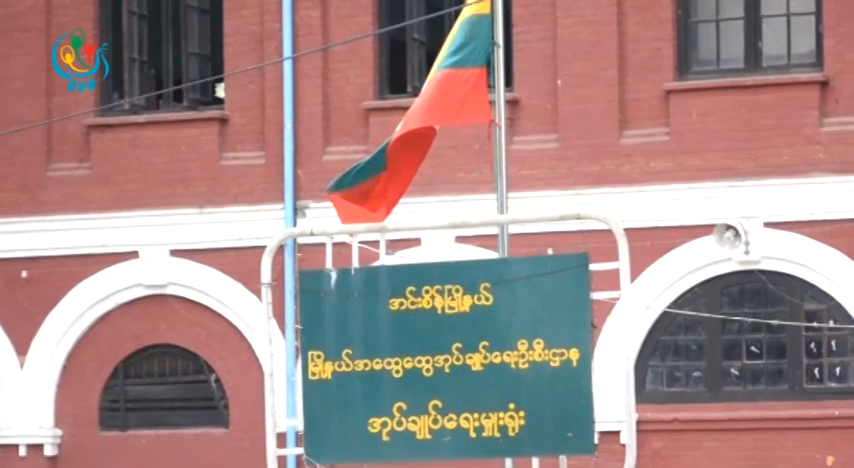 အင်းစိန်မြို့နယ်
မြို့နယ်အထွေထွေအုပ်ချုပ်ရေးဦးစီးဌာန
အုပ်ချုပ်ရေးမှူးရုံး